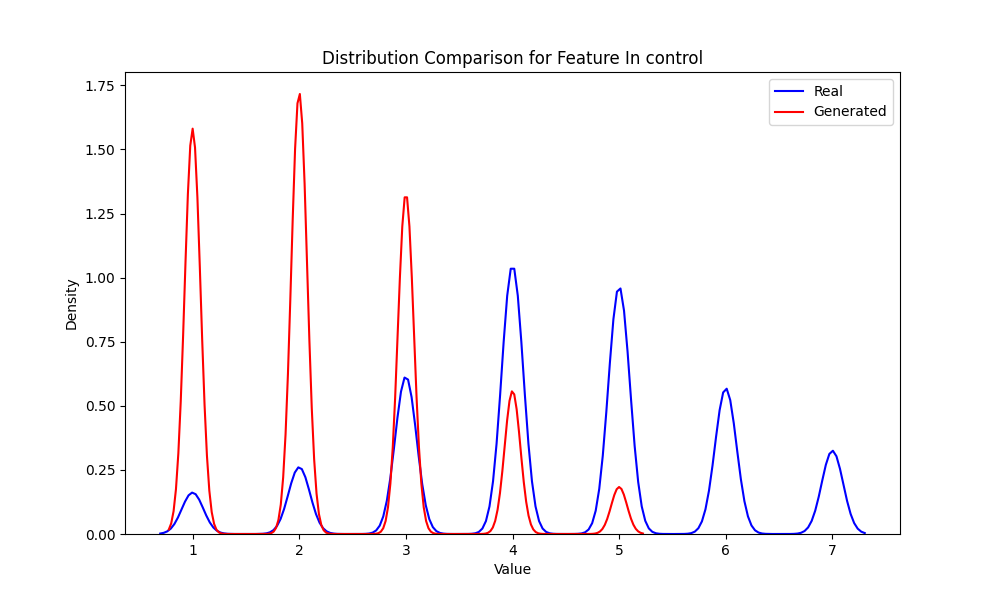 Distribution Comparison for Feature In control
Real
Generated
Density
1.75
1.50
1.25
1.00
0.75
0.50
0.25
0.00
1 2 3 4 5 6 7
Value